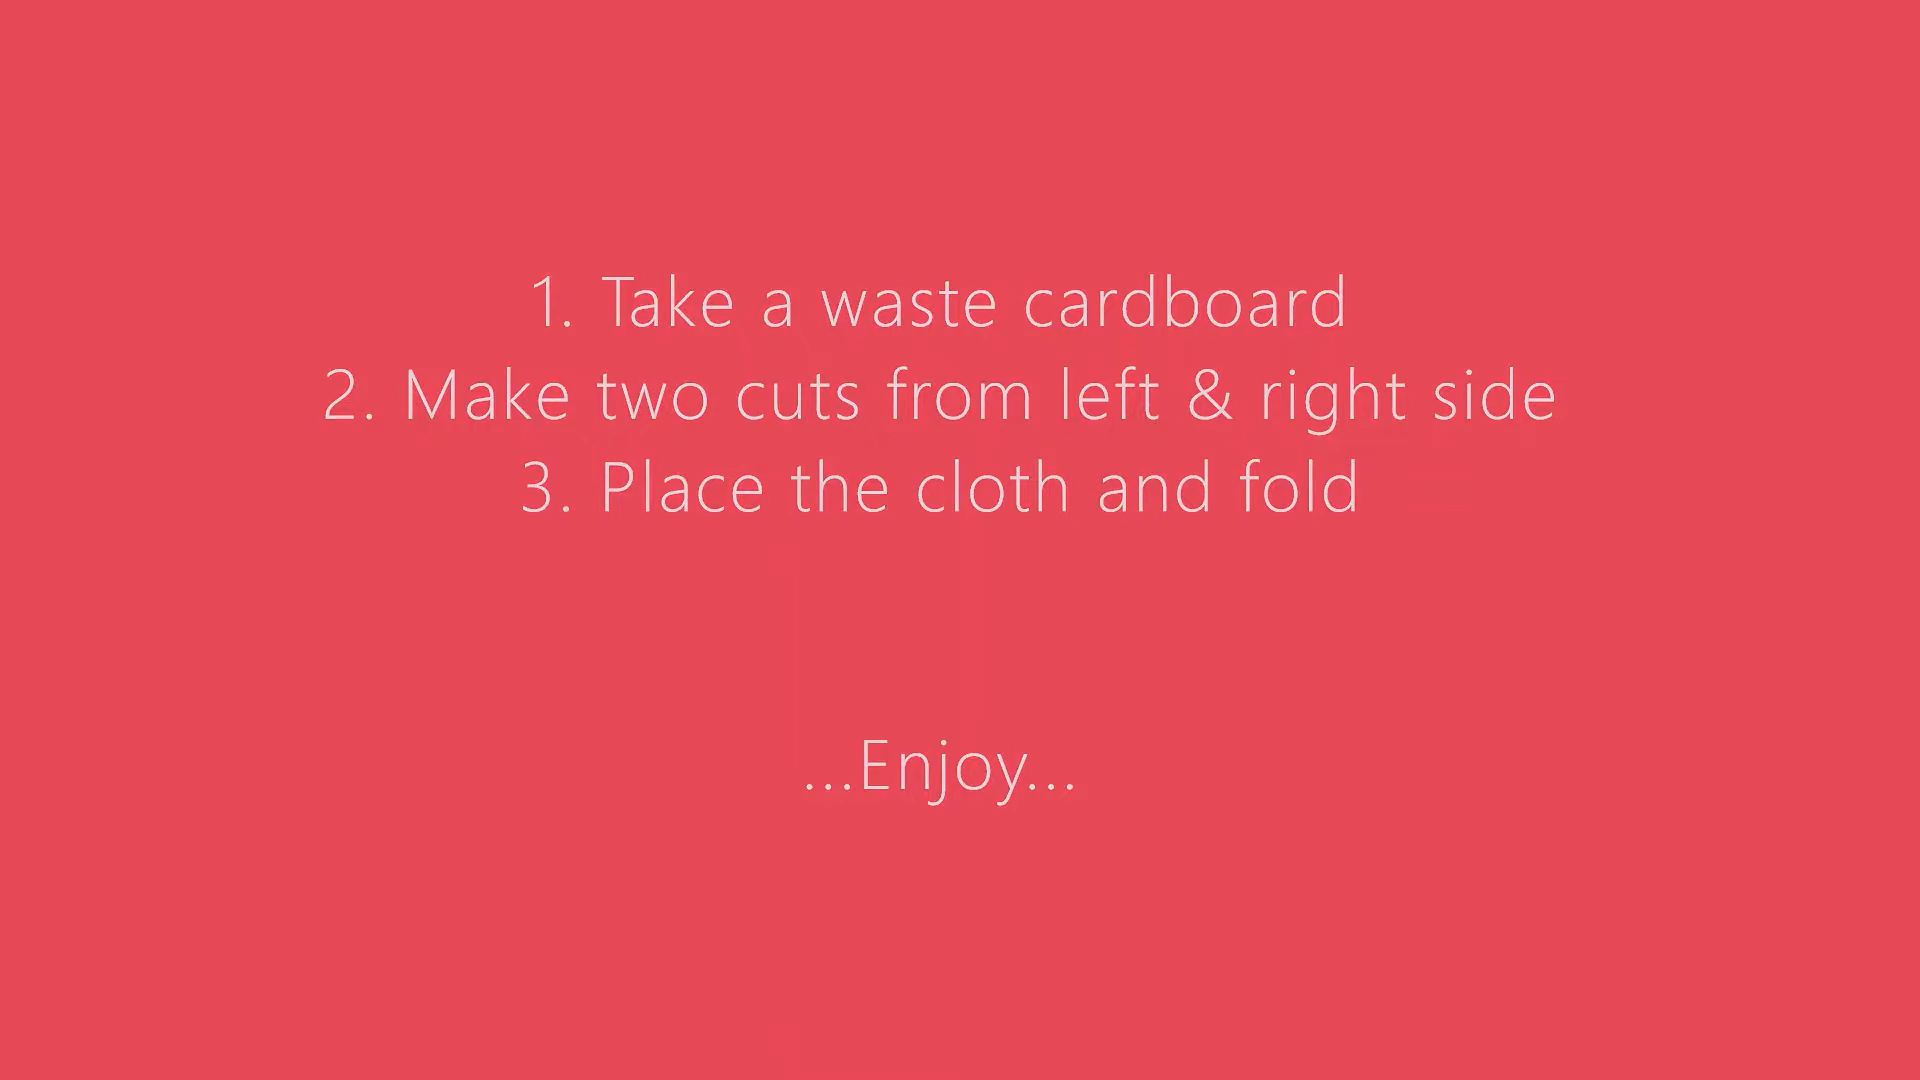 1. Take a waste cardboard
2. Make two cuts from left & right side
3. Place the cloth and fold
...Enjoy...